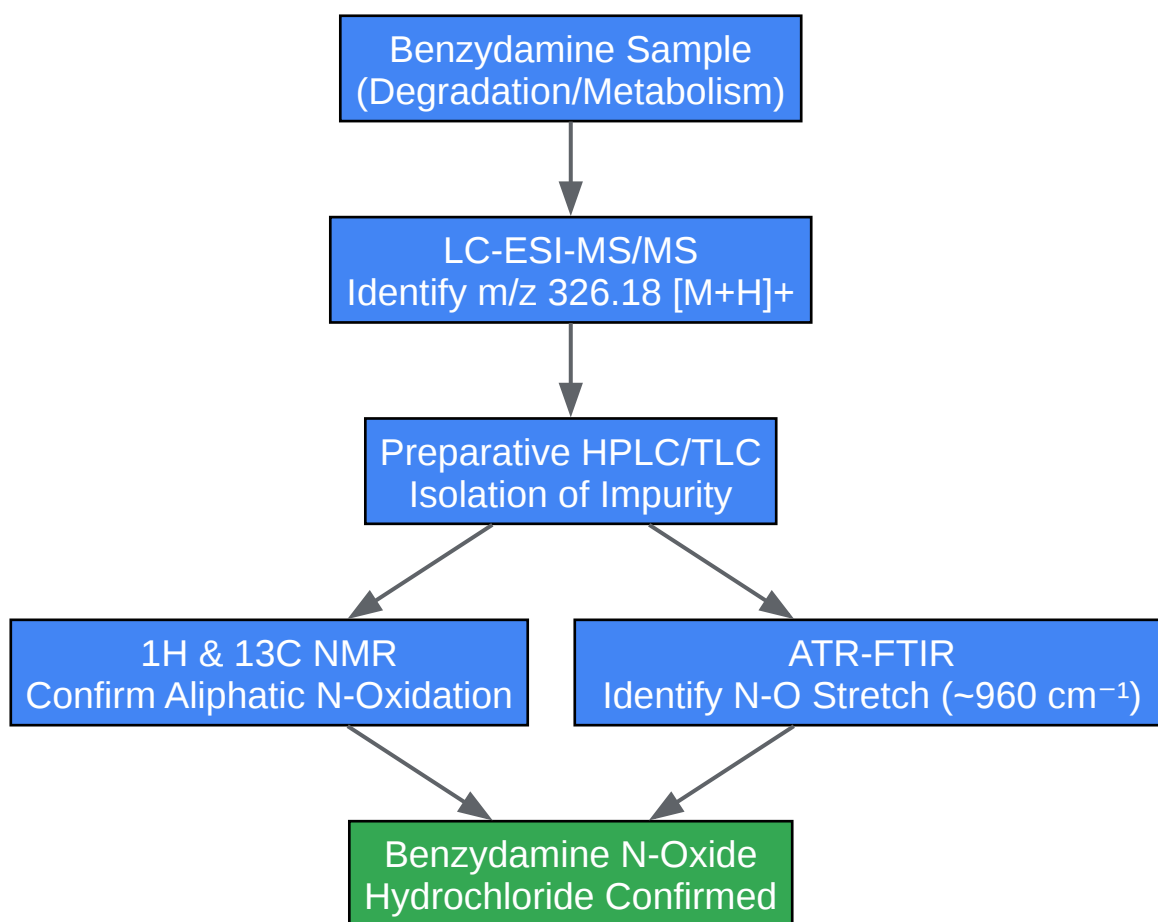 Benzydamine Sample
(Degradation/Metabolism)
LC-ESI-MS/MS
Identify m/z 326.18 [M+H]+
Preparative HPLC/TLC
Isolation of Impurity
1H & 13C NMR
Confirm Aliphatic N-Oxidation
ATR-FTIR
Identify N-O Stretch (~960 cm⁻¹)
Benzydamine N-Oxide
Hydrochloride Confirmed